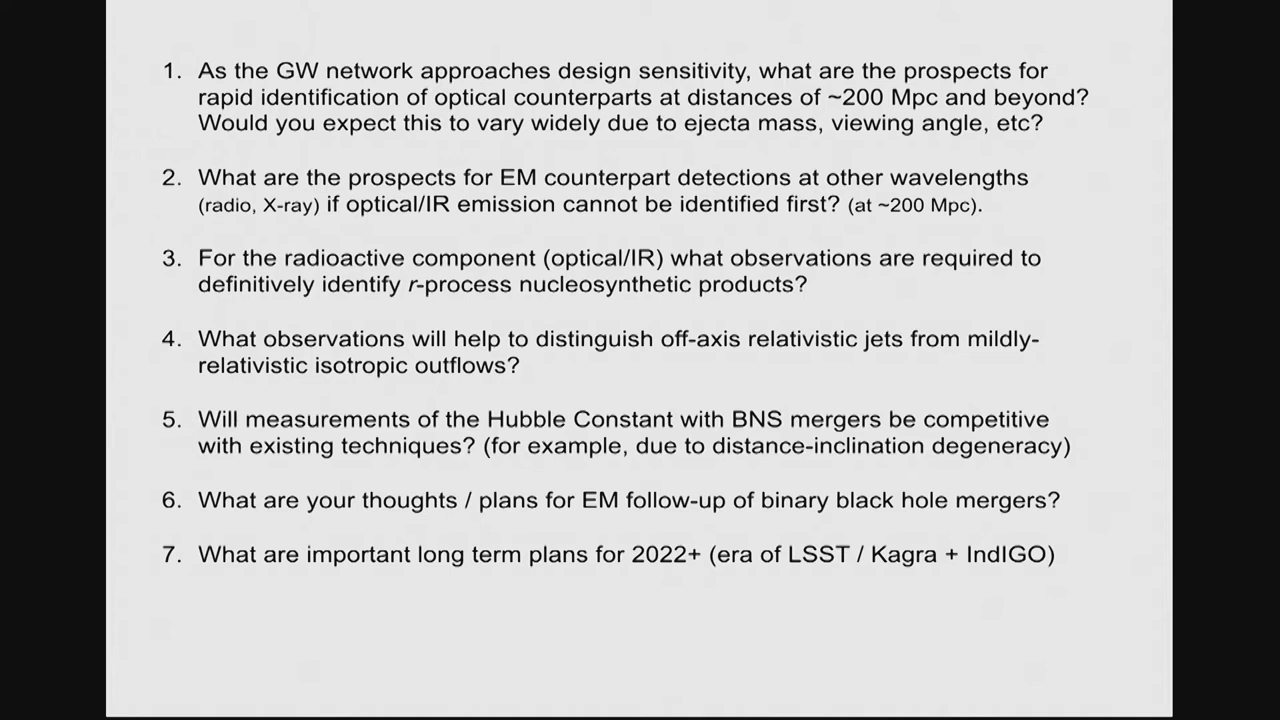 1. As the GW network approaches design sensitivity, what are the prospects for
rapid identification of optical counterparts at distances of ~200 Mpc and beyond?
Would you expect this to vary widely due to ejecta mass, viewing angle, etc?
2. What are the prospects for EM counterpart detections at other wavelengths
(radio, X-ray) if optical/IR emission cannot be identified first? (at ~200 Mpc).
3. For the radioactive component (optical/IR) what observations are required to
definitively identify r-process nucleosynthetic products?
4. What observations will help to distinguish off-axis relativistic jets from mildly-
relativistic isotropic outflows?
5. Will measurements of the Hubble Constant with BNS mergers be competitive
with existing techniques? (for example, due to distance-inclination degeneracy)
6. What are your thoughts / plans for EM follow-up of binary black hole mergers?
7. What are important long term plans for 2022+ (era of LSST / Kagra + IndIGO)